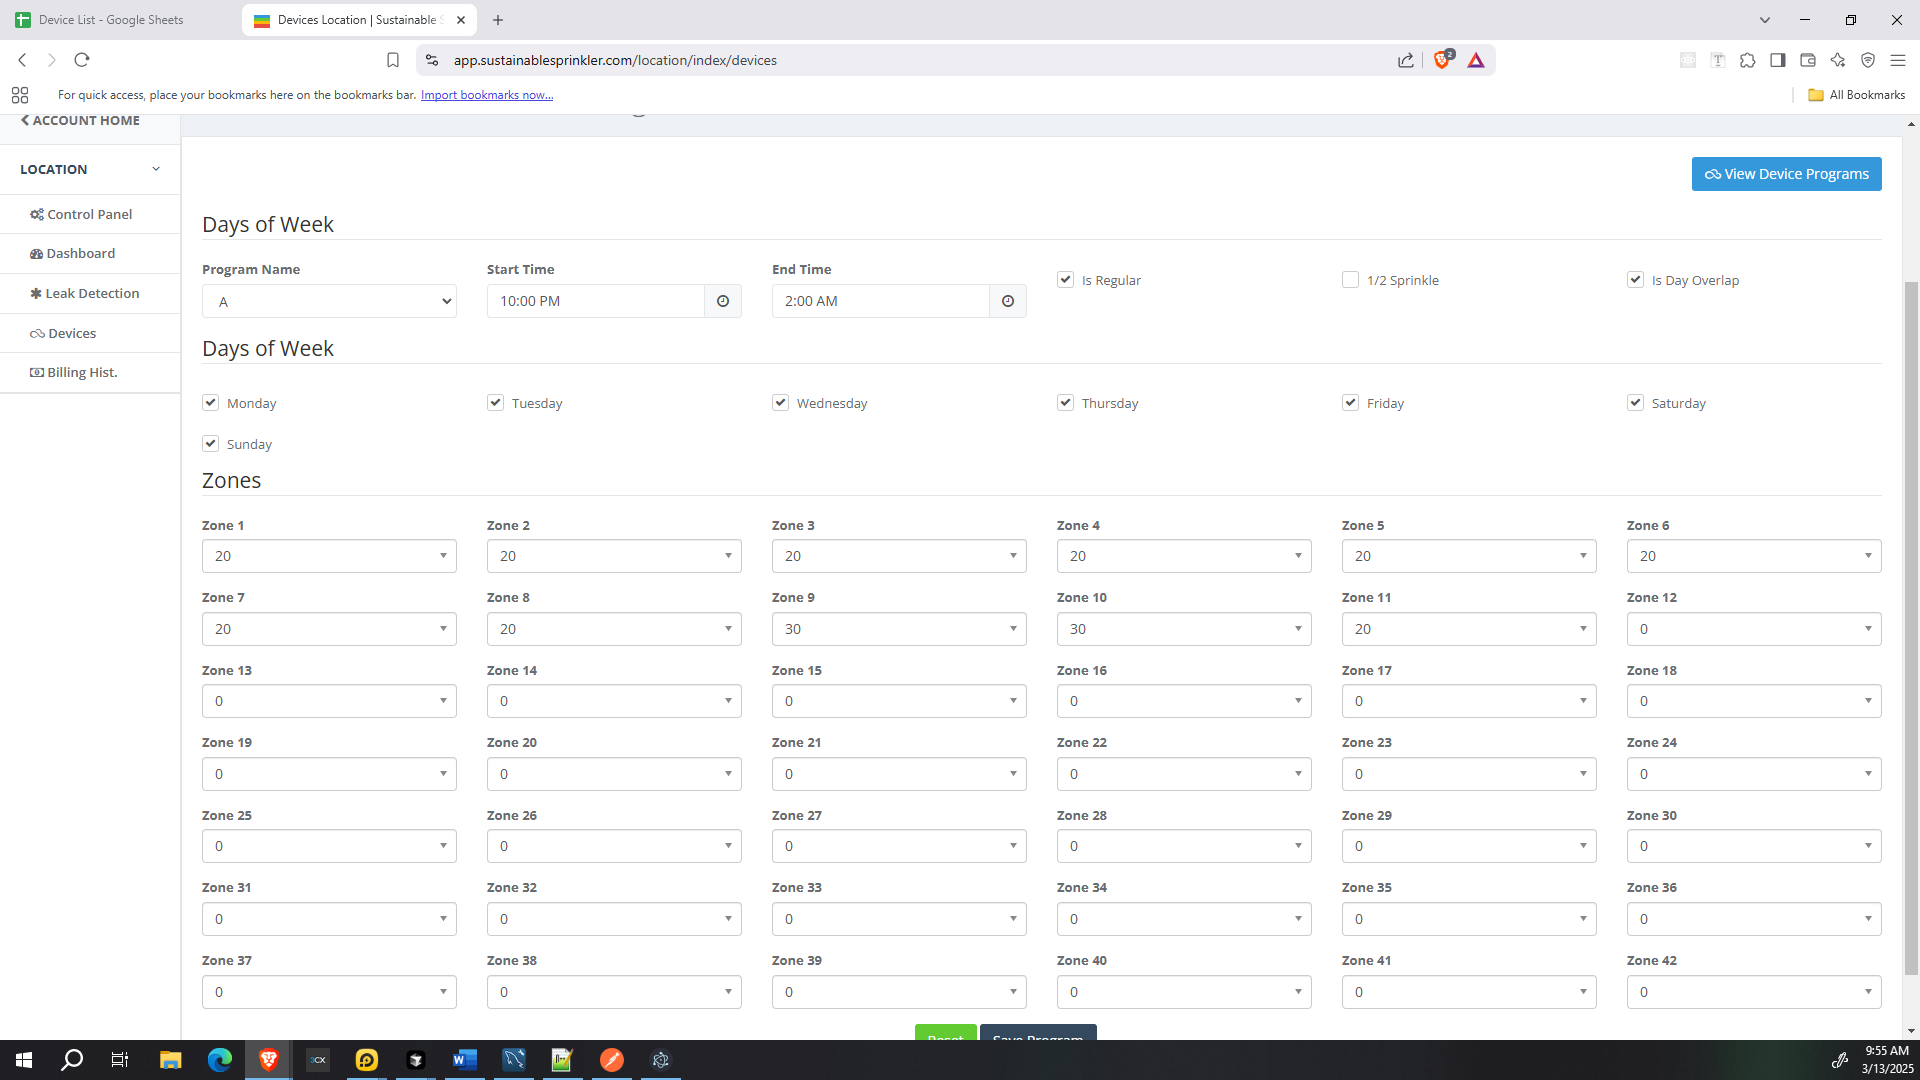 Device List - Google Sheets
Devices Location | Sustainable S
app.sustainablesprinkler.com/location/index/devices
2
For quick access, place your bookmarks here on the bookmarks bar. Import bookmarks now...
All Bookmarks
ACCOUNT HOME
LOCATION
Control Panel
Dashboard
Leak Detection
Devices
Billing Hist.
View Device Programs
Days of Week
Program Name Start Time End Time
A 10:00 PM 2:00 AM
Is Regular 1/2 Sprinkle Is Day Overlap
Days of Week
Monday Tuesday Wednesday Thursday Friday Saturday
Sunday
Zones
Zone 1 Zone 2 Zone 3 Zone 4 Zone 5 Zone 6
20 20 20 20 20 20
Zone 7 Zone 8 Zone 9 Zone 10 Zone 11 Zone 12
20 20 30 30 20 0
Zone 13 Zone 14 Zone 15 Zone 16 Zone 17 Zone 18
0 0 0 0 0 0
Zone 19 Zone 20 Zone 21 Zone 22 Zone 23 Zone 24
0 0 0 0 0 0
Zone 25 Zone 26 Zone 27 Zone 28 Zone 29 Zone 30
0 0 0 0 0 0
Zone 31 Zone 32 Zone 33 Zone 34 Zone 35 Zone 36
0 0 0 0 0 0
Zone 37 Zone 38 Zone 39 Zone 40 Zone 41 Zone 42
0 0 0 0 0 0
Reset Save Program
9:55 AM
3/13/2025